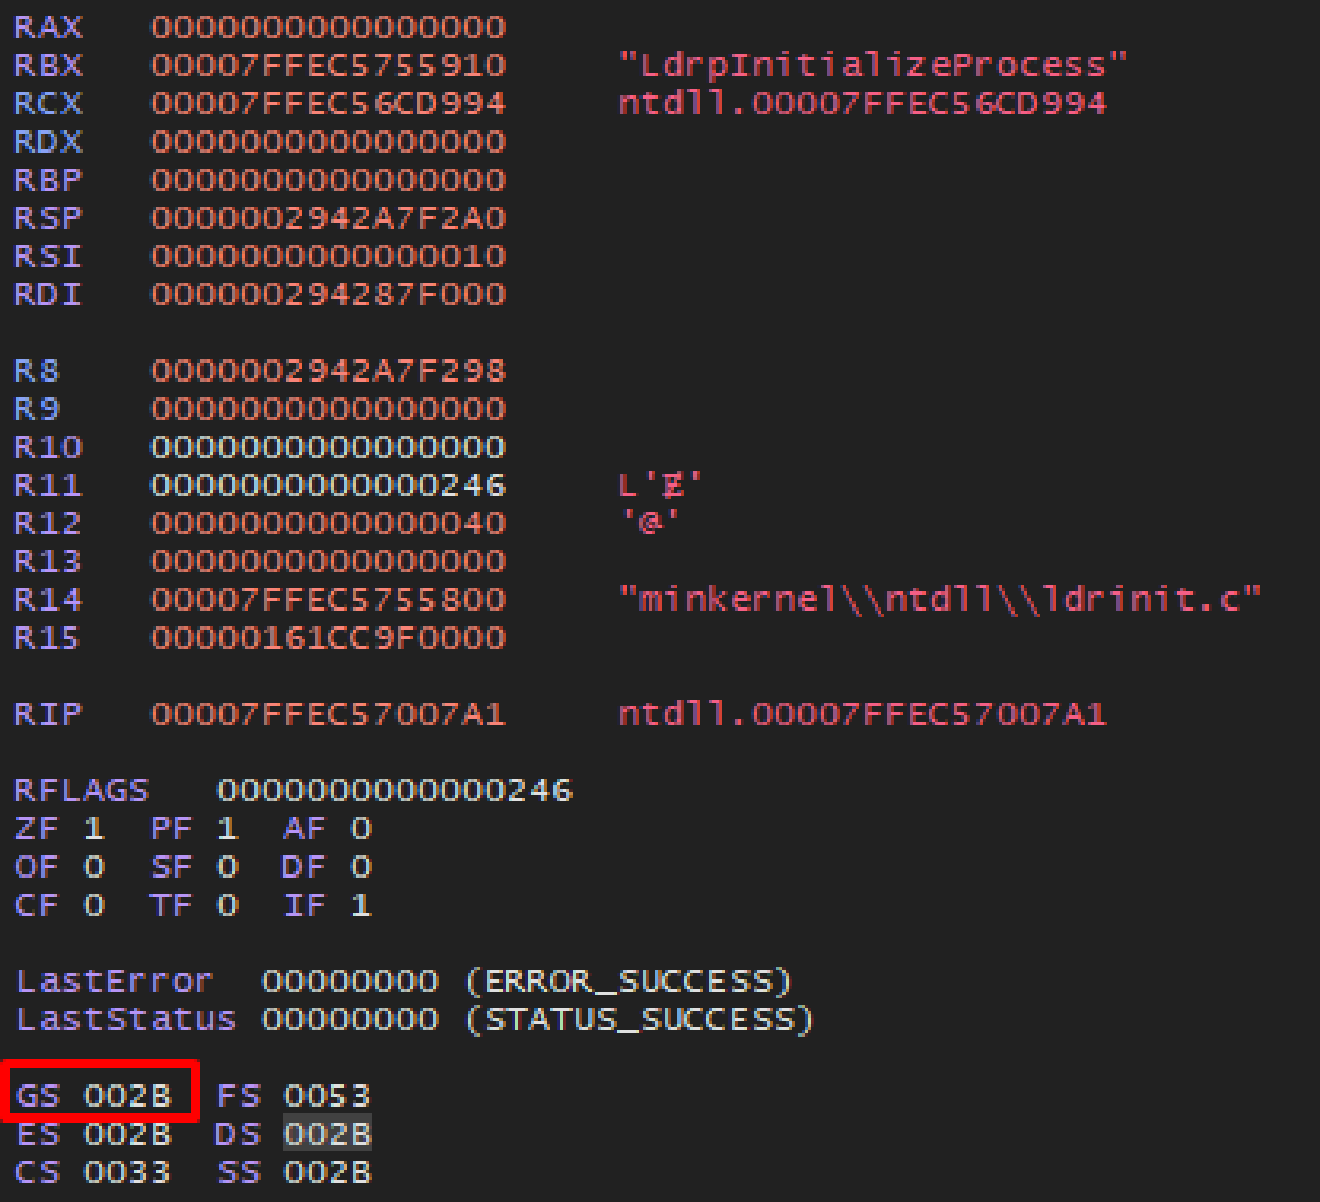 RAX 0000000000000000
RBX 00007FFEC5755910 "LdrpInitializeProcess"
RCX 00007FFEC56CD994 ntdll.00007FFEC56CD994
RDX 0000000000000000
RBP 0000000000000000
RSP 0000002942A7F2A0
RSI 0000000000000010
RDI 000000294287F000
R8 0000002942A7F298
R9 0000000000000000
R10 0000000000000000
R11 0000000000000246 L'Ɇ'
R12 0000000000000040 '@'
R13 0000000000000000
R14 00007FFEC5755800 "minkernel\\ntdll\\ldrinit.c"
R15 00000161CC9F0000
RIP 00007FFEC57007A1 ntdll.00007FFEC57007A1
RFLAGS 0000000000000246
ZF 1 PF 1 AF 0
OF 0 SF 0 DF 0
CF 0 TF 0 IF 1
LastError 00000000 (ERROR_SUCCESS)
LastStatus 00000000 (STATUS_SUCCESS)
GS 002B FS 0053
ES 002B DS 002B
CS 0033 SS 002B